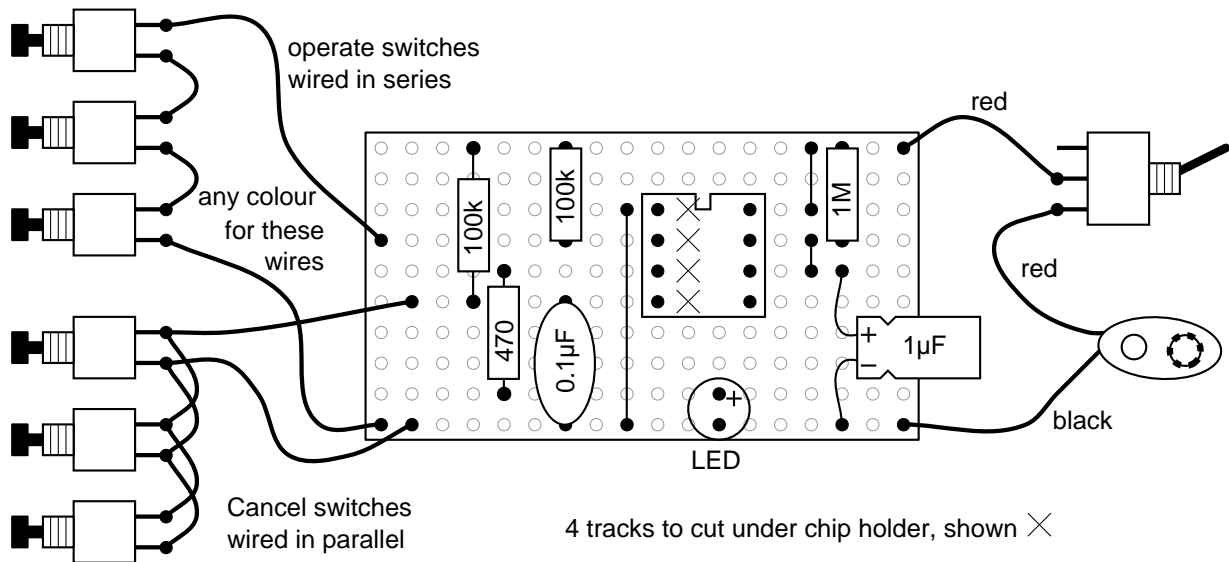 operate switches
wired in series
red
any colour
for these
wires
100k
100k
1M
red
470
0.1µF
+
−
1µF
+
black
LED
Cancel switches
wired in parallel
4 tracks to cut under chip holder, shown ×